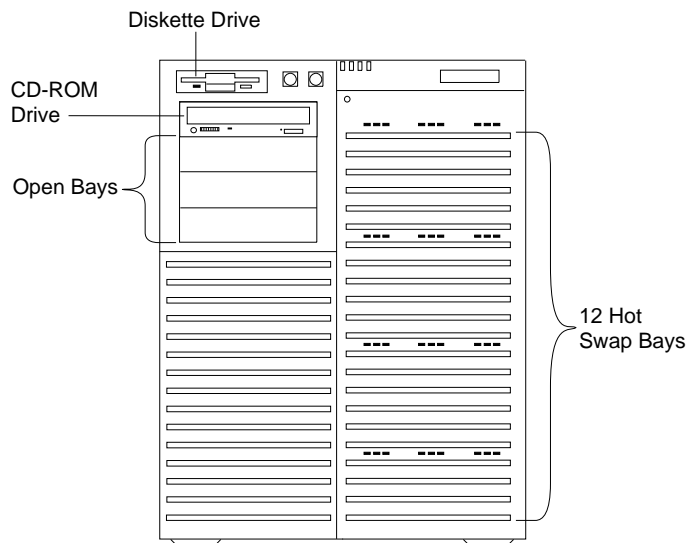 Diskette Drive
CD-ROM
Drive
Open Bays
12 Hot
Swap Bays